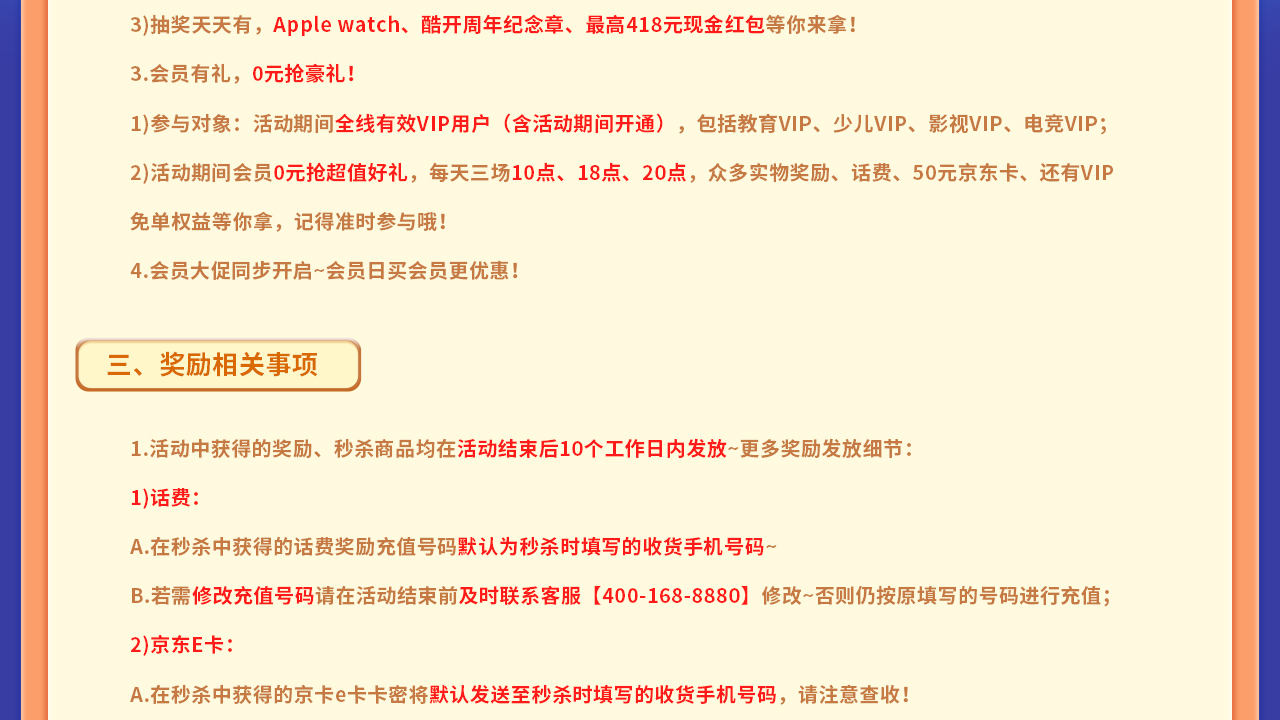 3)抽奖天天有，Apple watch、酷开周年纪念章、最高418元现金红包等你来拿！
3.会员有礼，0元抢豪礼！
1)参与对象：活动期间全线有效VIP用户（含活动期间开通），包括教育VIP、少儿VIP、影视VIP、电竞VIP；
2)活动期间会员0元抢超值好礼，每天三场10点、18点、20点，众多实物奖励、话费、50元京东卡、还有VIP
免单权益等你拿，记得准时参与哦！
4.会员大促同步开启~会员日买会员更优惠！
三、奖励相关事项
1.活动中获得的奖励、秒杀商品均在活动结束后10个工作日内发放~更多奖励发放细节：
1)话费：
A.在秒杀中获得的话费奖励充值号码默认为秒杀时填写的收货手机号码~
B.若需修改充值号码请在活动结束前及时联系客服【400-168-8880】修改~否则仍按原填写的号码进行充值；
2)京东E卡：
A.在秒杀中获得的京卡e卡卡密将默认发送至秒杀时填写的收货手机号码，请注意查收！